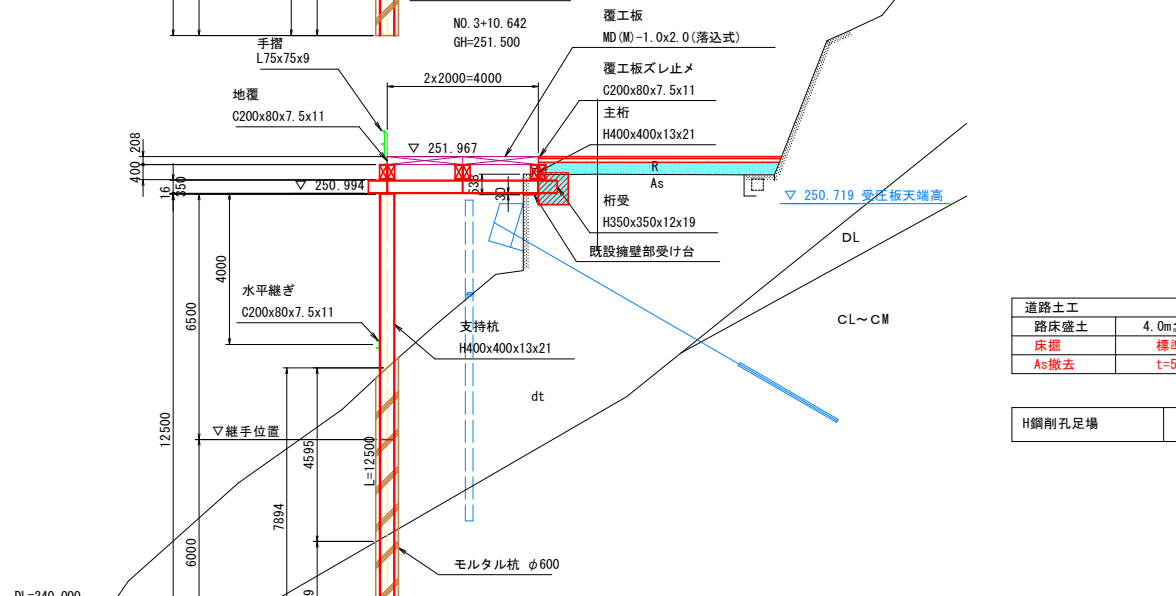 NO.3+10.642
GH=251.500
覆工板
MD(M)-1.0x2.0(落込式)
手摺
L75x75x9
2x2000=4000
覆工板ズレ止メ
C200x80x7.5x11
地覆
C200x80x7.5x11
主桁
H400x400x13x21
208
400
16
350
▽ 251.967
▽ 250.994
538
30
R
As
▽ 250.719 受圧板天端高
桁受
H350x350x12x19
既設擁壁部受け台
DL
CL~CM
4000
6500
12500
水平継ぎ
C200x80x7.5x11
支持杭
H400x400x13x21
dt
▽継手位置
L=12500
4595
7894
6000
モルタル杭 φ600
道路土工
路床盛土 4.0m
床掘 標準
As撤去 t=5
H鋼削孔足場
DL=240.000